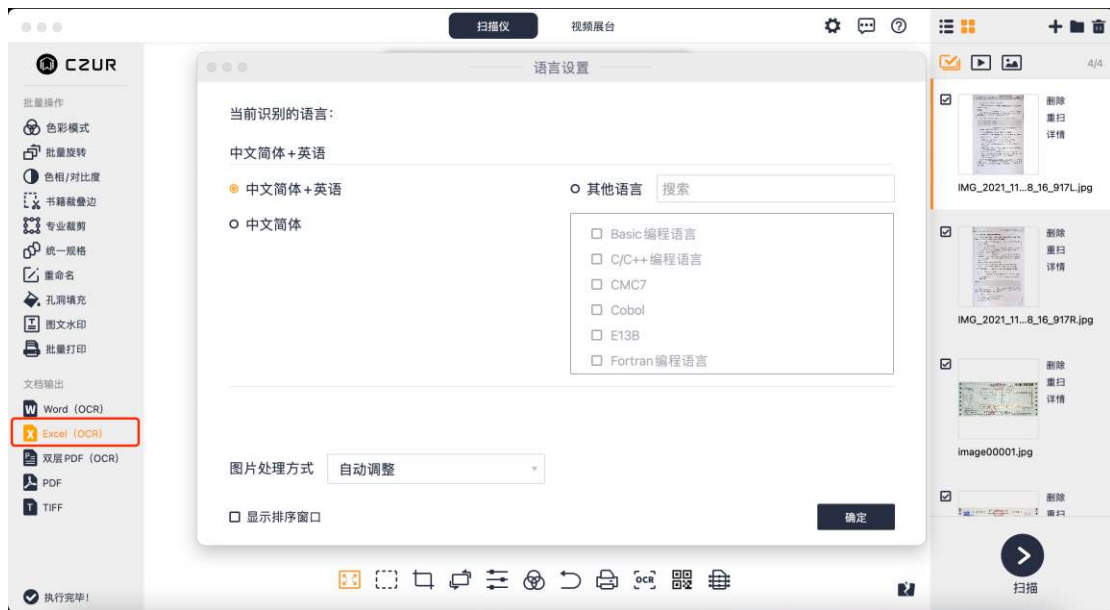 扫描仪
视频展台
CZUR
批量操作
色彩模式
批量旋转
色相/对比度
书籍裁叠边
专业裁剪
统一规格
重命名
孔洞填充
图文水印
批量打印
文档输出
Word（OCR）
Excel（OCR）
双层PDF（OCR）
PDF
TIFF
执行完毕!
语言设置
当前识别的语言：
中文简体+英语
中文简体+英语
中文简体
其他语言
搜索
Basic编程语言
C/C++编程语言
CMC7
Cobol
E13B
Fortran编程语言
图片处理方式
自动调整
显示排序窗口
确定
OCR
4/4
删除
重扫
详情
IMG_2021_11...8_16_917L.jpg
删除
重扫
详情
IMG_2021_11...8_16_917R.jpg
删除
重扫
详情
image00001.jpg
删除
重扫
扫描